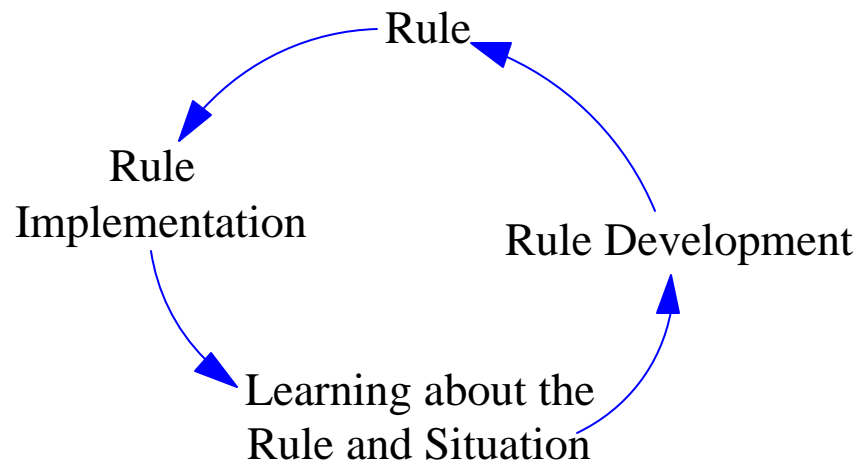 Rule
Rule
Implementation
Rule Development
Learning about the
Rule and Situation